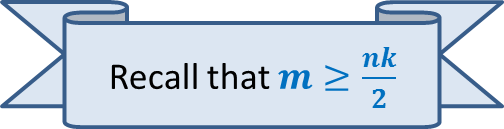 Recall that m ≥ nk/2